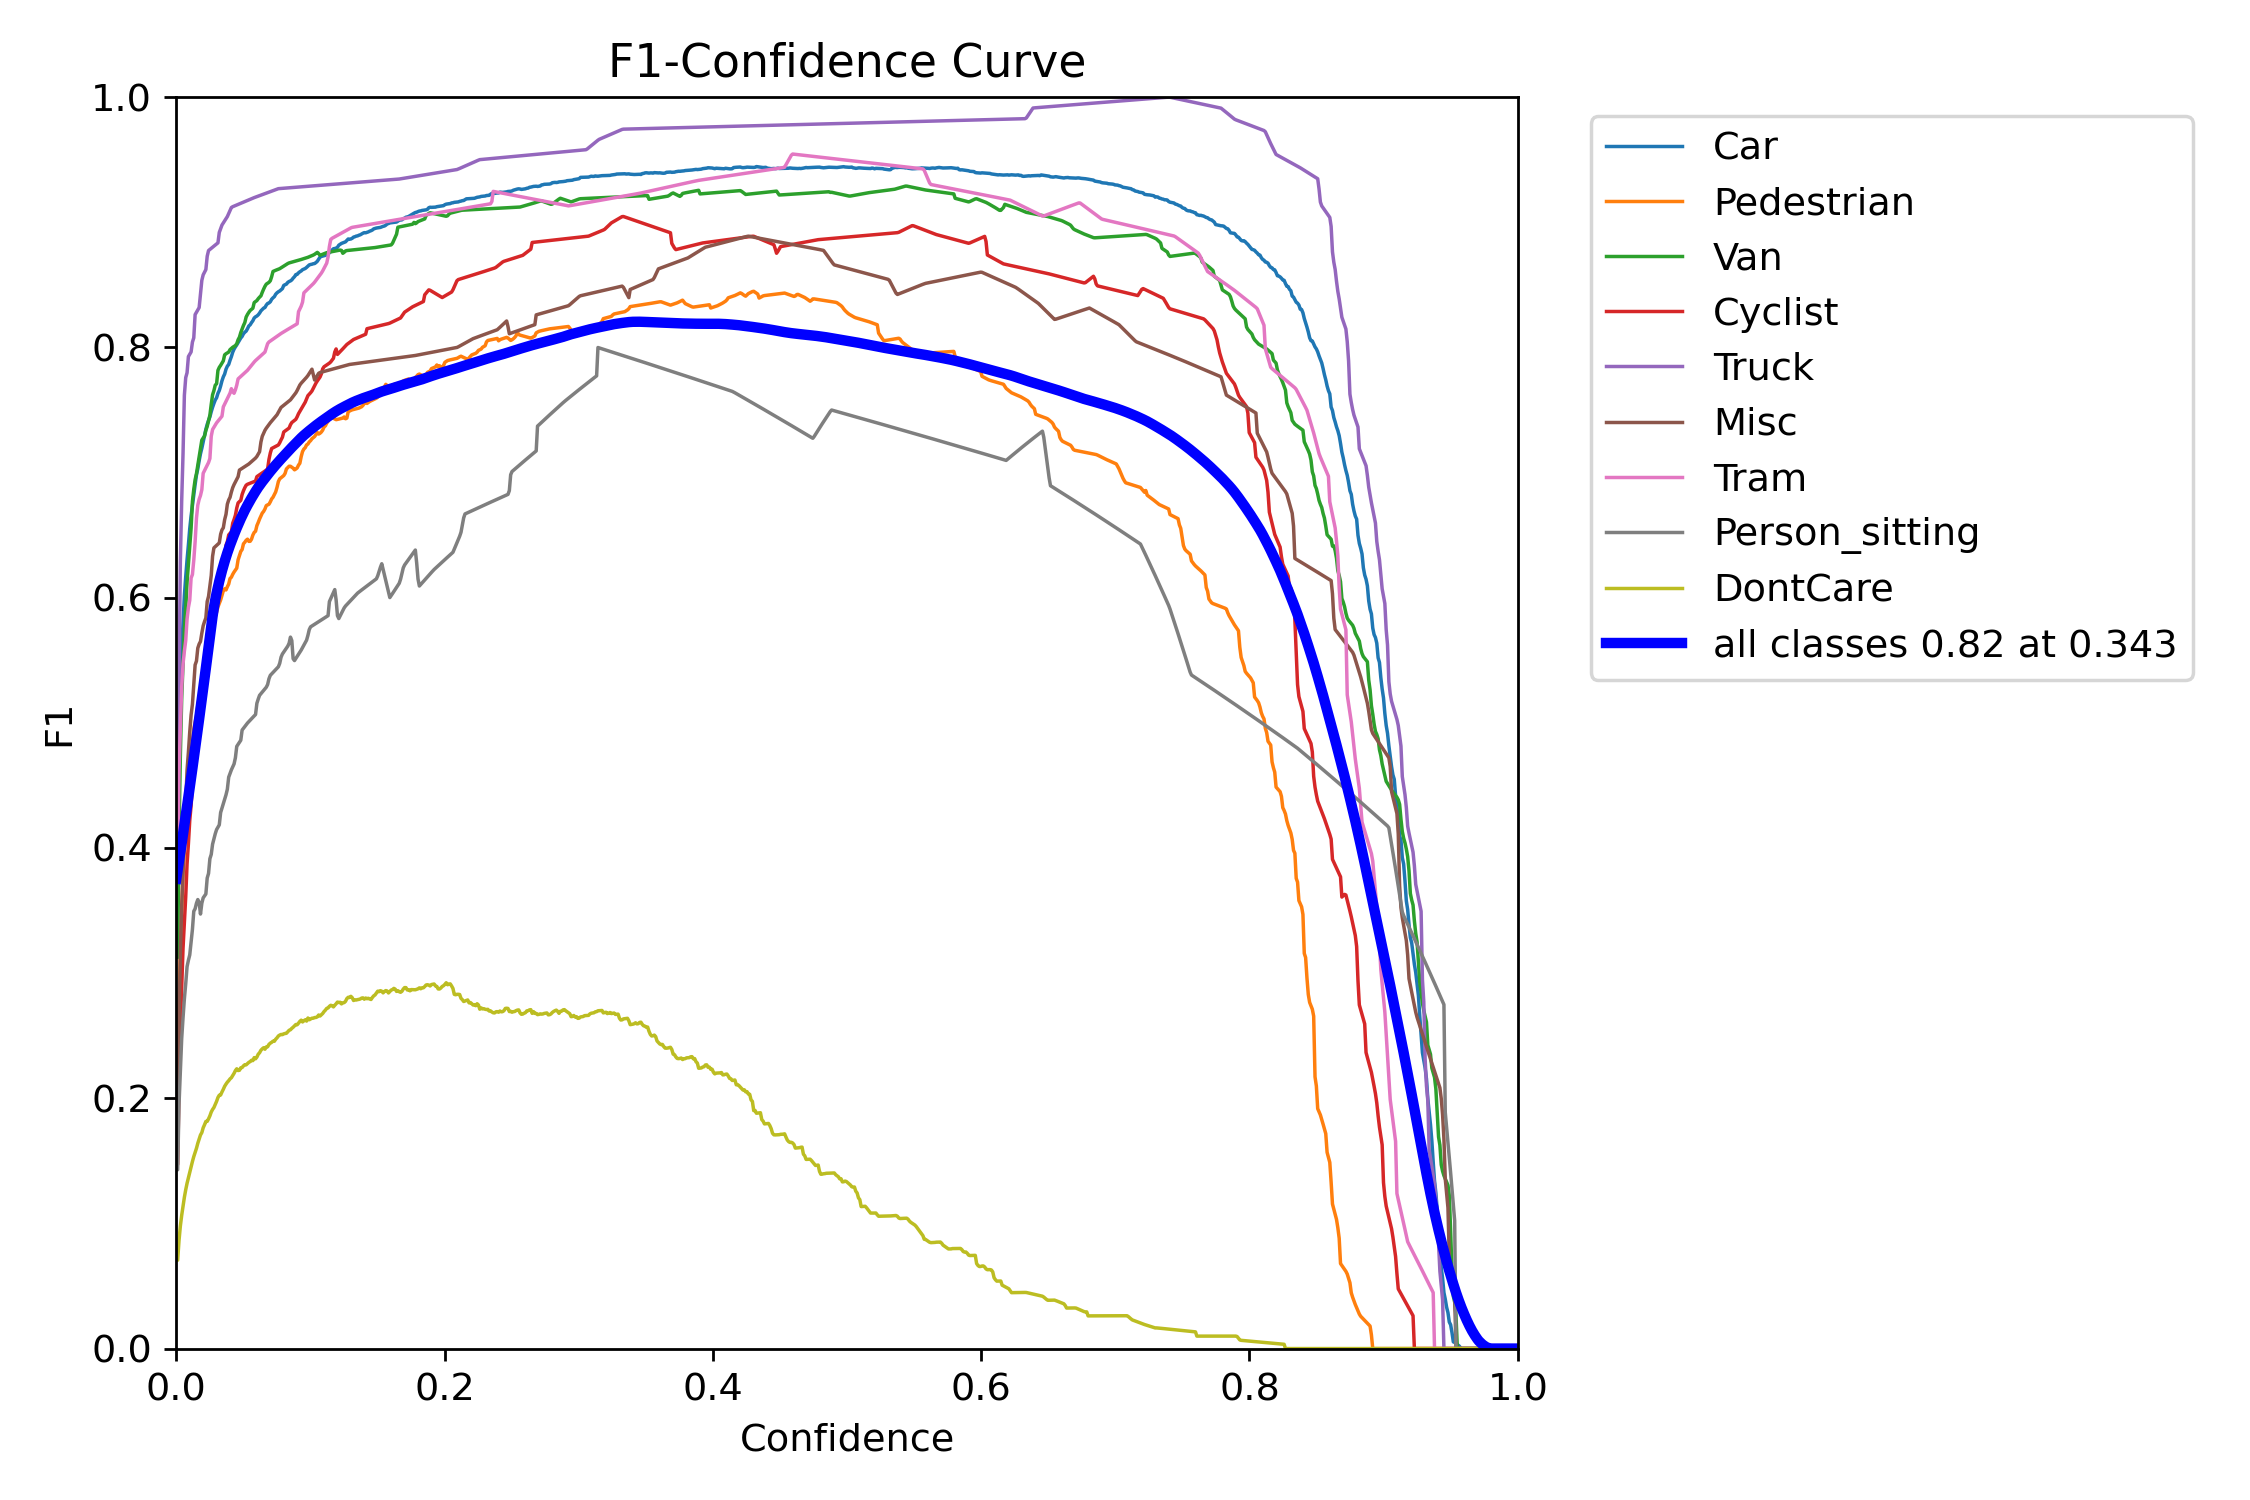 F1-Confidence Curve
1.0
0.8
0.6
0.4
0.2
0.0
F1
0.0 0.2 0.4 0.6 0.8 1.0
Confidence
Car
Pedestrian
Van
Cyclist
Truck
Misc
Tram
Person_sitting
DontCare
all classes 0.82 at 0.343